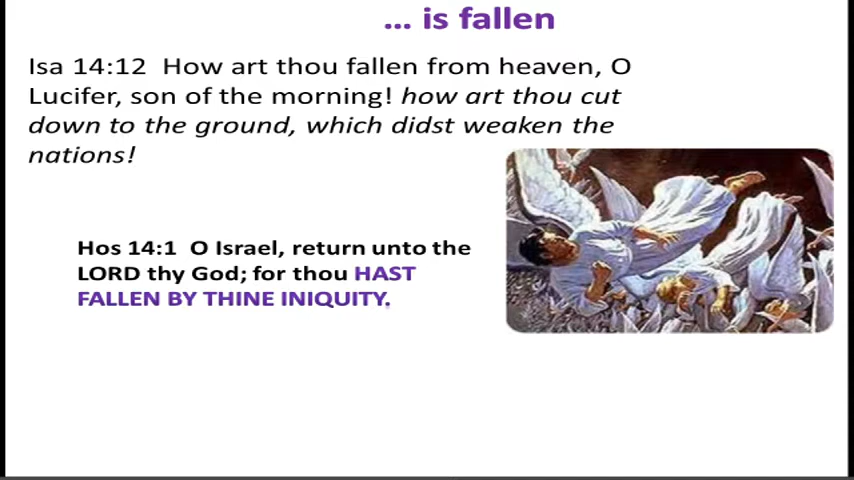 ... is fallen
Isa 14:12  How art thou fallen from heaven, O
Lucifer, son of the morning! how art thou cut
down to the ground, which didst weaken the
nations!
Hos 14:1  O Israel, return unto the
LORD thy God; for thou HAST
FALLEN BY THINE INIQUITY.